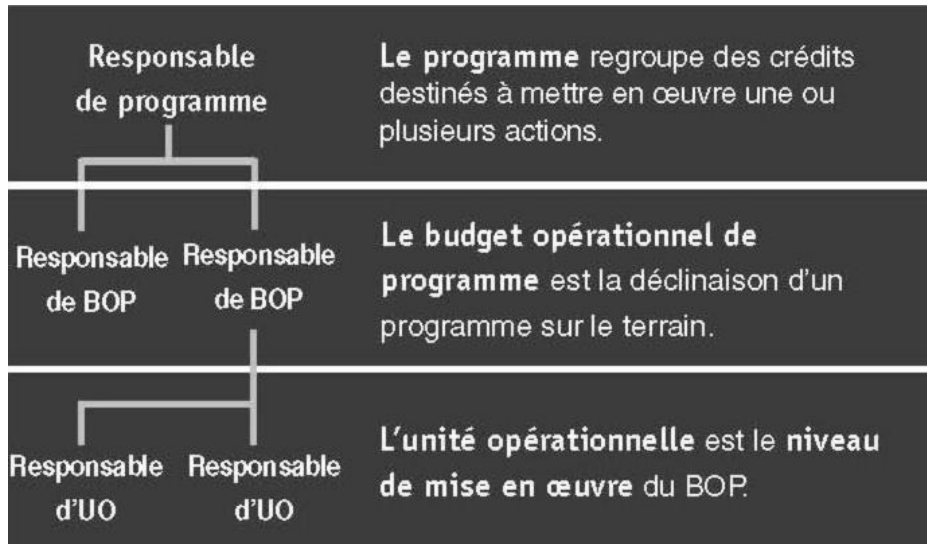 Responsable
de programme
Le programme regroupe des crédits
destinés à mettre en œuvre une ou
plusieurs actions.
Responsable
de BOP
Responsable
de BOP
Le budget opérationnel de
programme est la déclinaison d'un
programme sur le terrain.
Responsable
d'UO
Responsable
d'UO
L'unité opérationnelle est le niveau
de mise en œuvre du BOP.